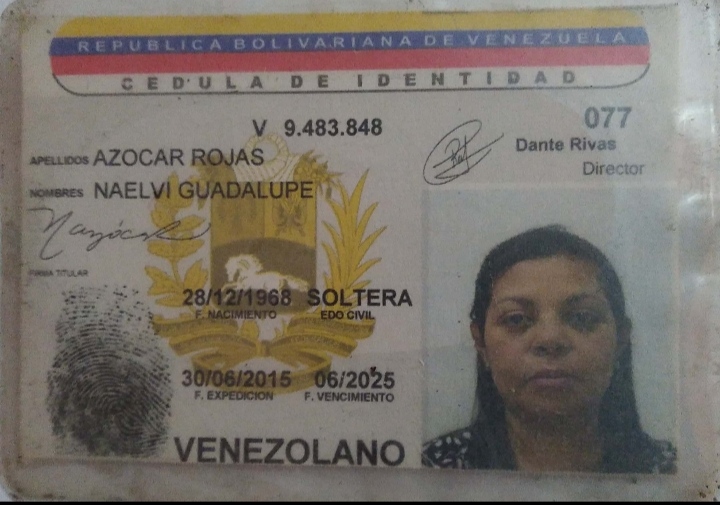 REPUBLICA BOLIVARIANA DE VENEZUELA
CEDULA DE IDENTIDAD
V 9.483.848
077
APELLIDOS AZOCAR ROJAS
Dante Rivas
Director
NOMBRES NAELVI GUADALUPE
FIRMA TITULAR
28/12/1968 SOLTERA
F. NACIMIENTO EDO CIVIL
30/06/2015 06/2025
F. EXPEDICION F. VENCIMIENTO
VENEZOLANO